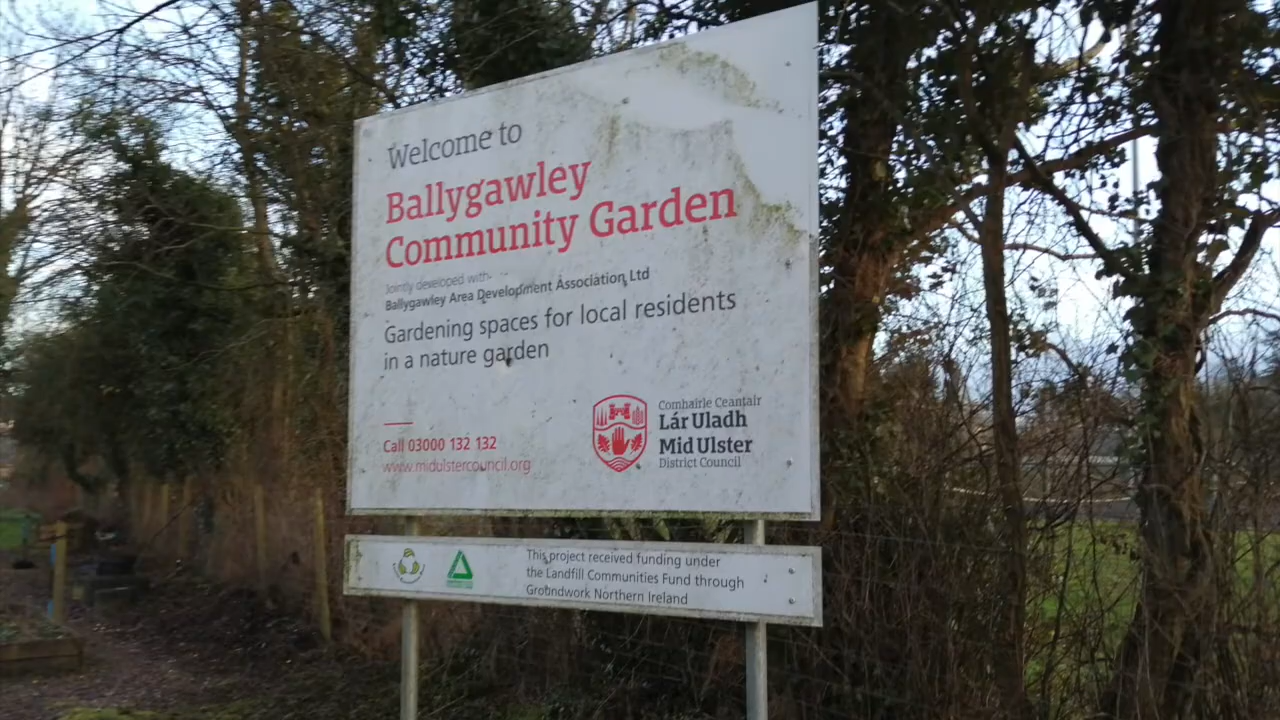 Welcome to
Ballygawley
Community Garden
Jointly developed with
Ballygawley Area Development Association Ltd
Gardening spaces for local residents
in a nature garden
Call 03000 132 132
www.midulstercouncil.org
Comhairle Ceantair
Lár Uladh
Mid Ulster
District Council
This project received funding under
the Landfill Communities Fund through
Groundwork Northern Ireland